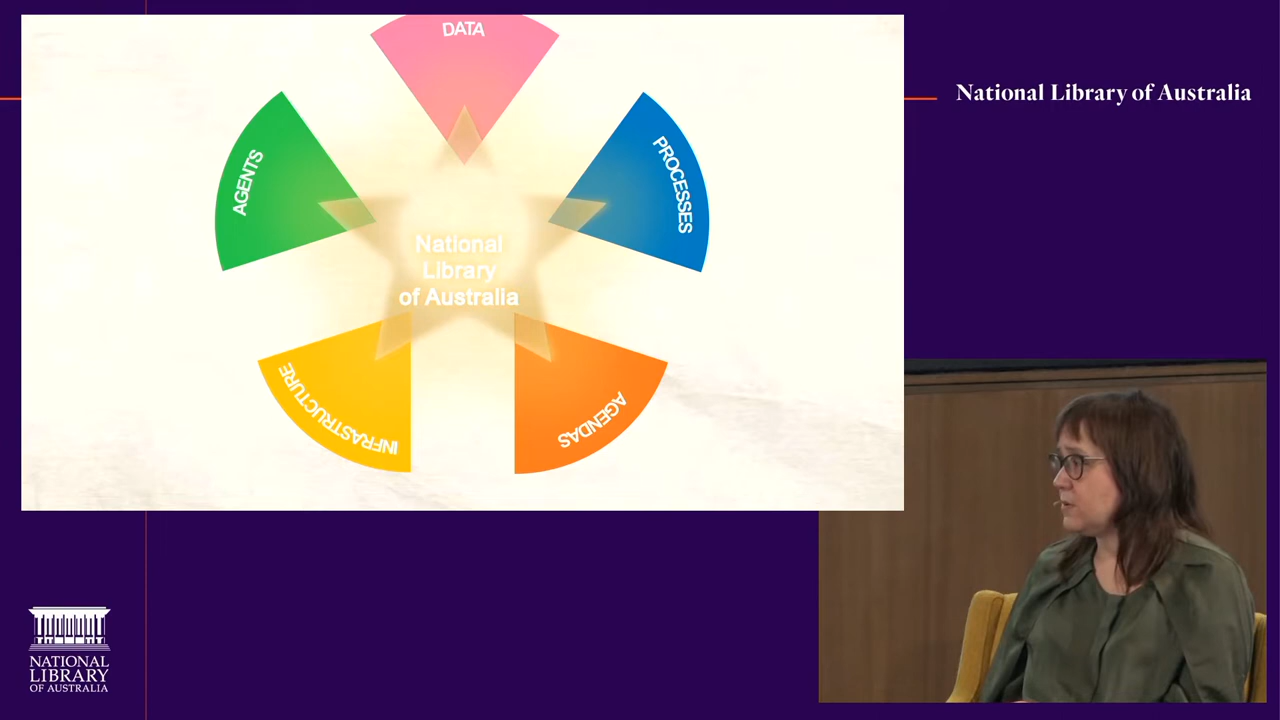 DATA
National Library of Australia
AGENTS
PROCESSES
National
Library
of Australia
INFRASTRUCTURE
AGENDAS
NATIONAL
LIBRARY
OF AUSTRALIA